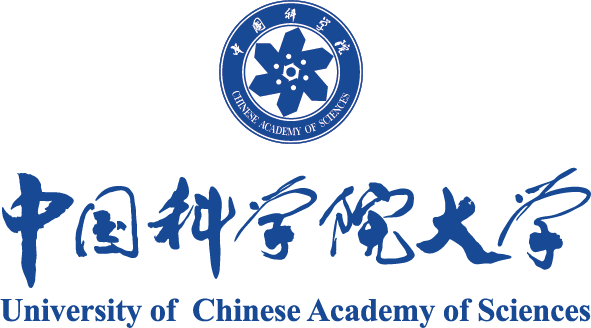 中国科学院
CHINESE ACADEMY OF SCIENCES
中国科学院大学
University of Chinese Academy of Sciences